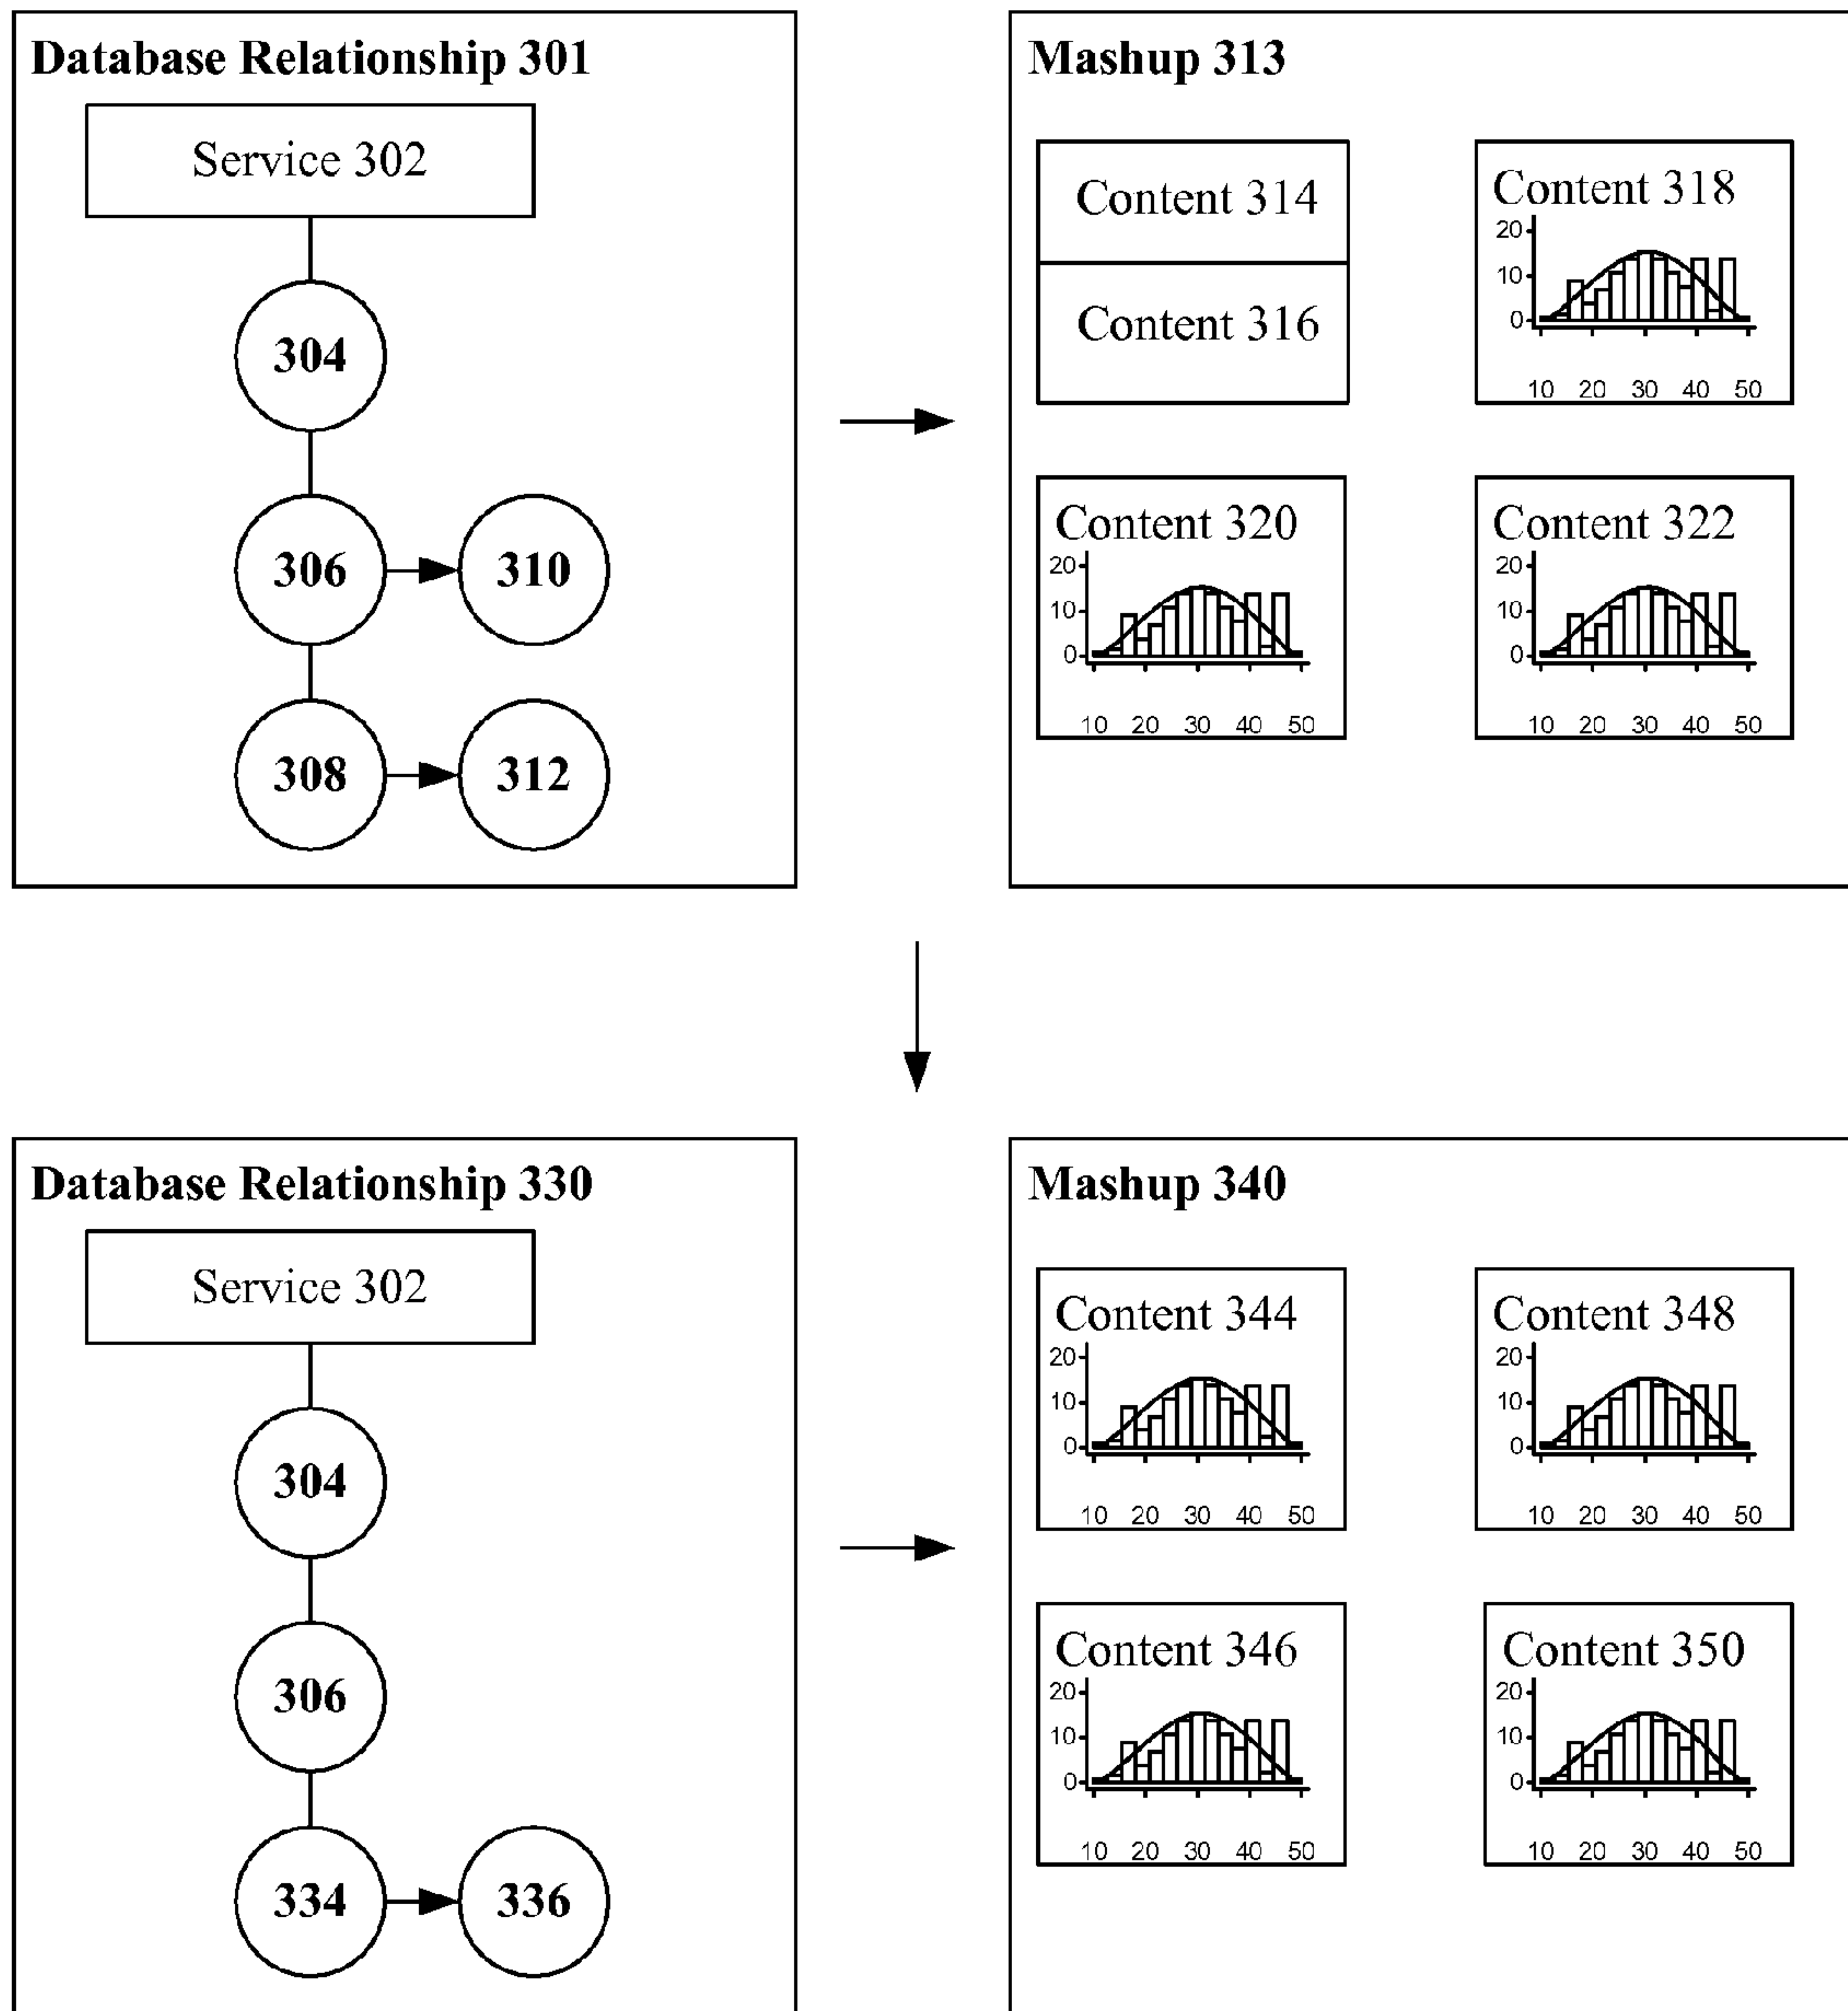 Database Relationship 301
Service 302
304
306
310
308
312
Mashup 313
Content 314
Content 316
Content 318
20
10
0
10 20 30 40 50
Content 320
20
10
0
10 20 30 40 50
Content 322
20
10
0
10 20 30 40 50
Database Relationship 330
Service 302
304
306
334
336
Mashup 340
Content 344
20
10
0
10 20 30 40 50
Content 348
20
10
0
10 20 30 40 50
Content 346
20
10
0
10 20 30 40 50
Content 350
20
10
0
10 20 30 40 50